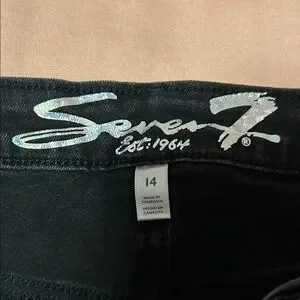 Seven7®
Est:1964
14
MADE IN
CAMBODIA
HECHO EN
CAMBOYA